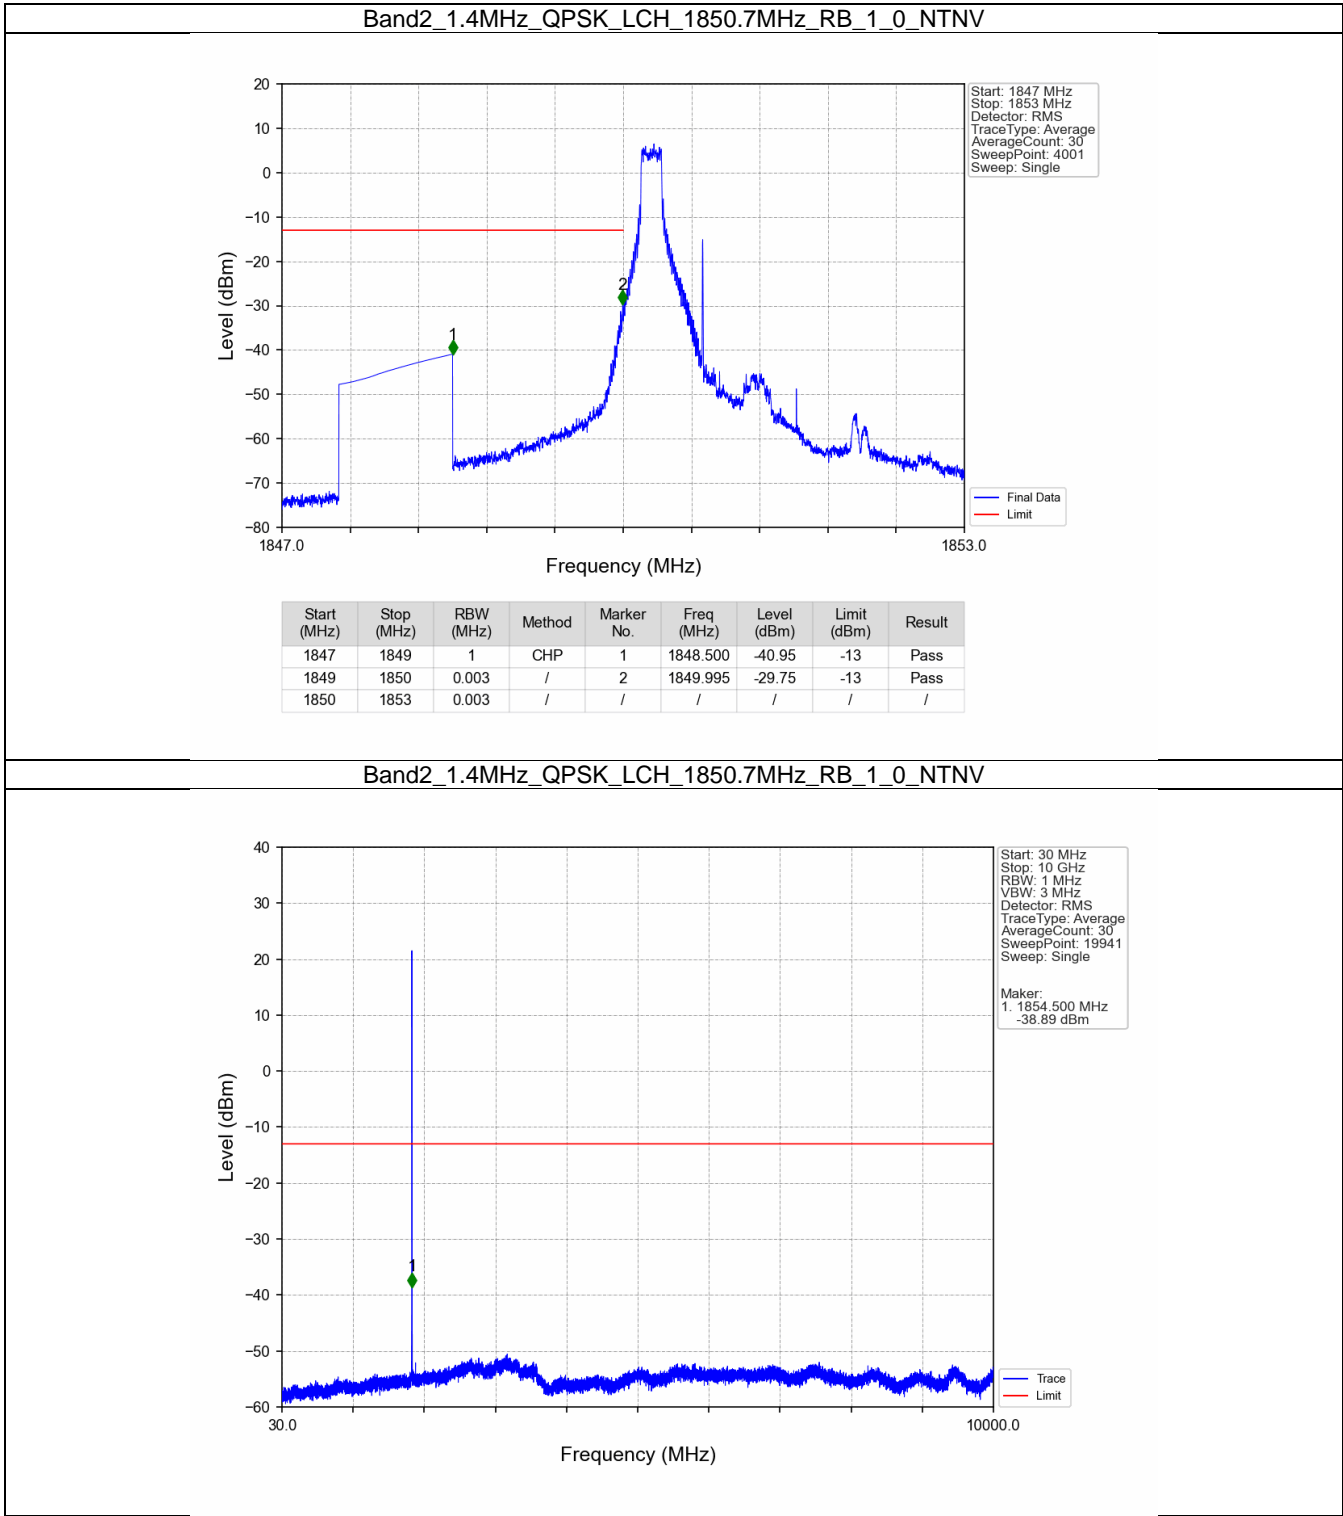 Band2_1.4MHz_QPSK_LCH_1850.7MHz_RB_1_0_NTNV
20
10
0
−10
−20
−30
−40
−50
−60
−70
−80
Level (dBm)
1
2
1847.0
1853.0
Frequency (MHz)
Start: 1847 MHz
Stop: 1853 MHz
Detector: RMS
TraceType: Average
AverageCount: 30
SweepPoint: 4001
Sweep: Single
Final Data
Limit
Start (MHz) Stop (MHz) RBW (MHz) Method Marker No. Freq (MHz) Level (dBm) Limit (dBm) Result
1847 1849 1 CHP 1 1848.500 -40.95 -13 Pass
1849 1850 0.003 / 2 1849.995 -29.75 -13 Pass
1850 1853 0.003 / / / / / /
Band2_1.4MHz_QPSK_LCH_1850.7MHz_RB_1_0_NTNV
40
30
20
10
0
−10
−20
−30
−40
−50
−60
Level (dBm)
1
30.0
10000.0
Frequency (MHz)
Start: 30 MHz
Stop: 10 GHz
RBW: 1 MHz
VBW: 3 MHz
Detector: RMS
TraceType: Average
AverageCount: 30
SweepPoint: 19941
Sweep: Single
Maker:
1. 1854.500 MHz
-38.89 dBm
Trace
Limit